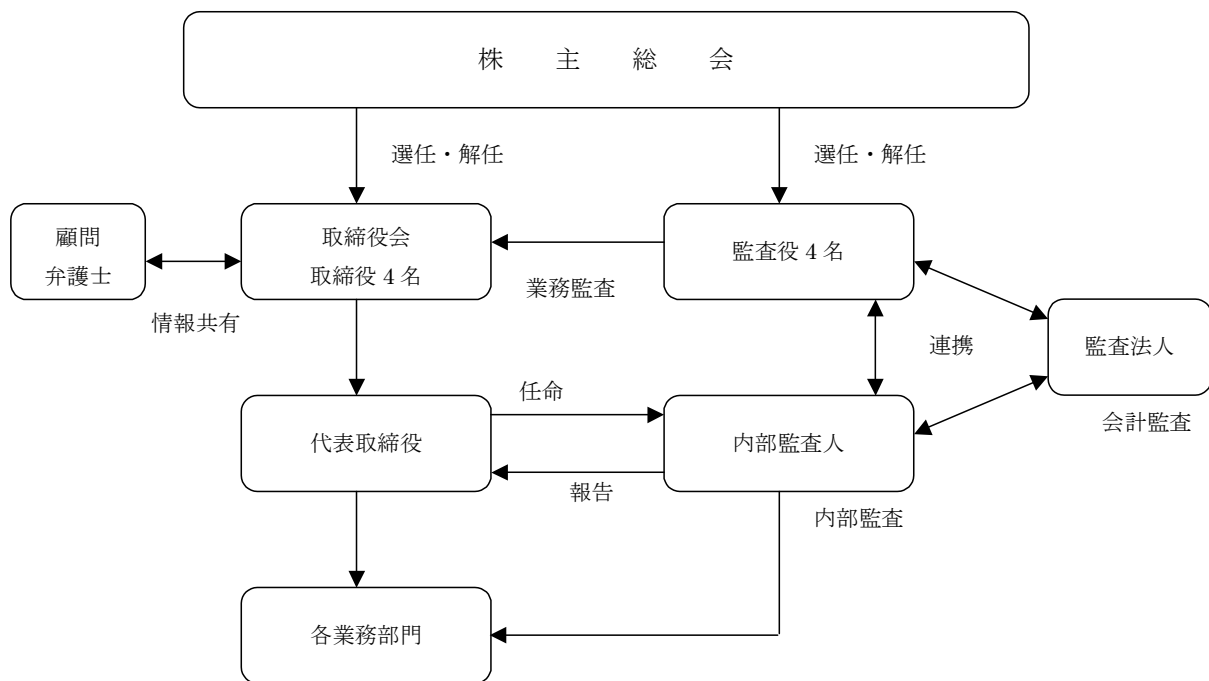 株 主 総 会
選任・解任
選任・解任
顧問
弁護士
取締役会
取締役 4 名
監査役 4 名
業務監査
情報共有
連携
監査法人
任命
会計監査
代表取締役
内部監査人
報告
内部監査
各業務部門